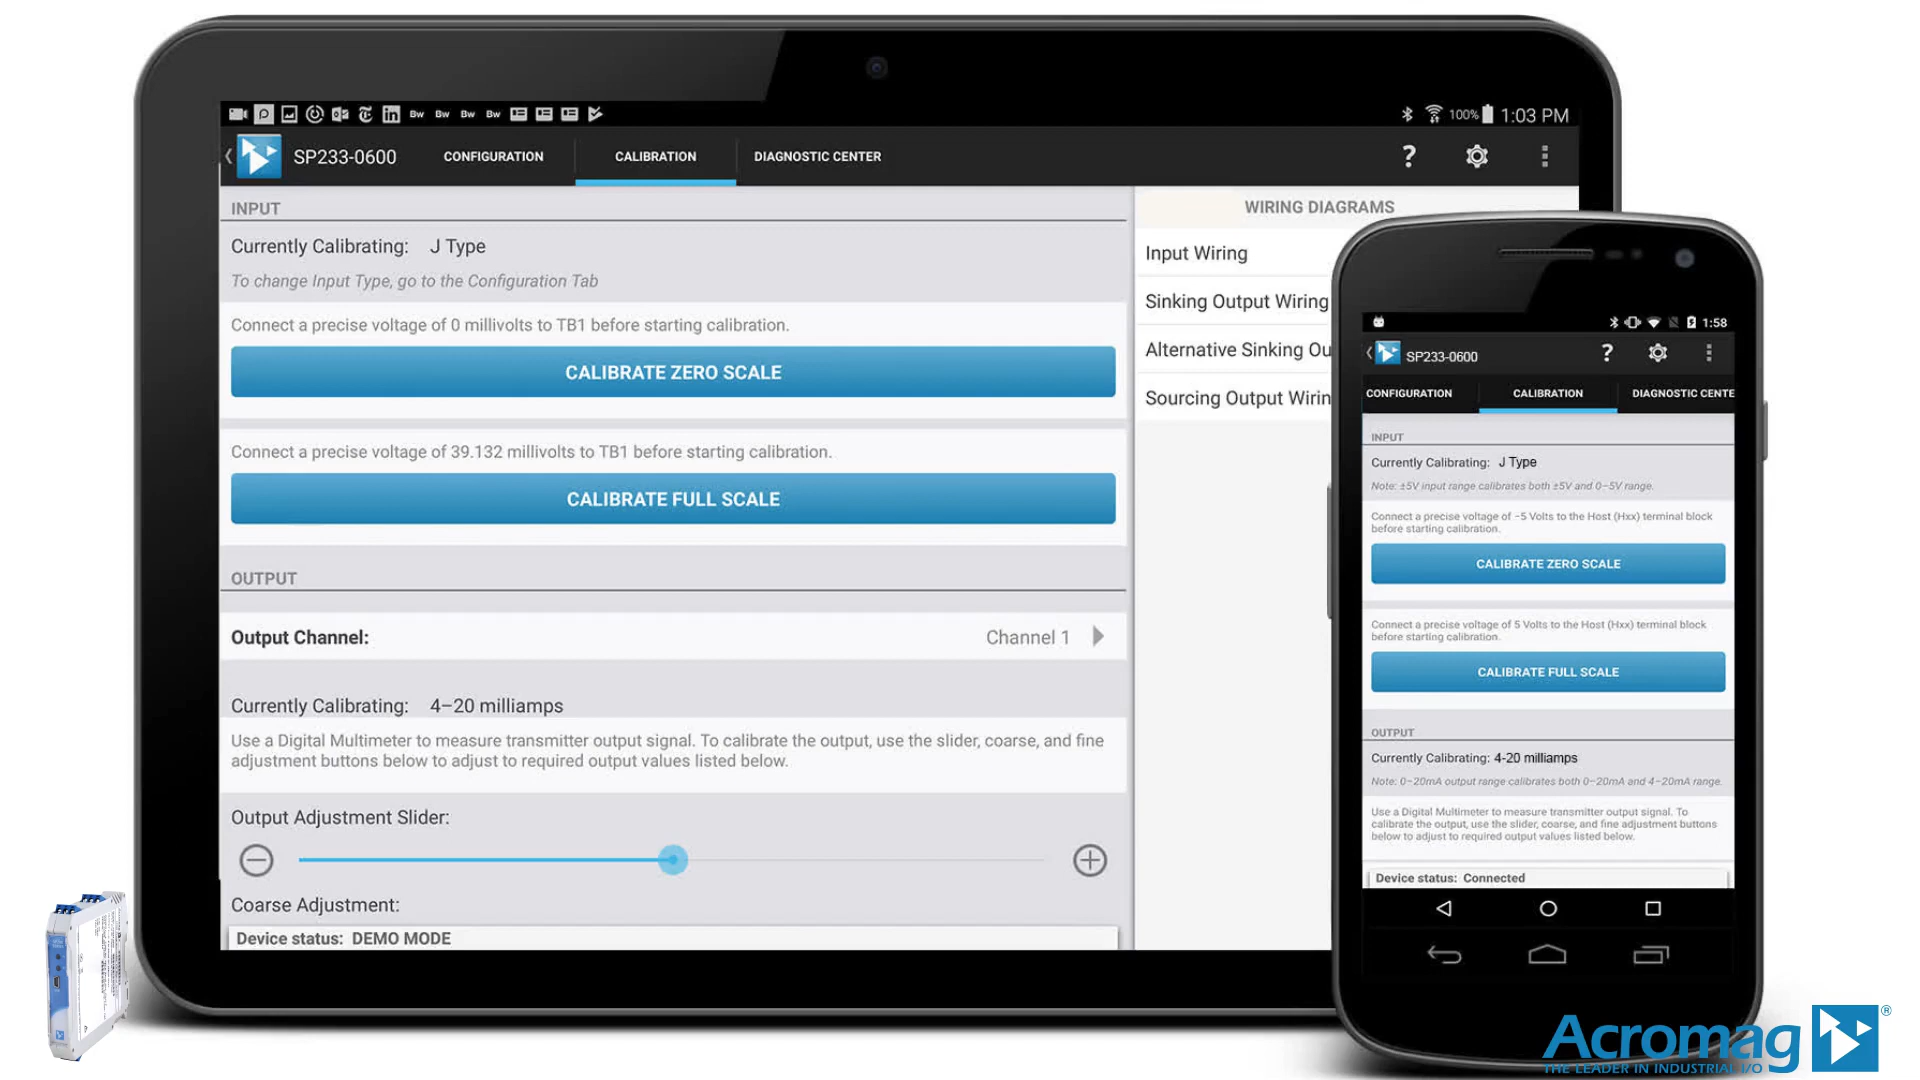 Bw Bw Bw Bw
100% 1:03 PM
SP233-0600
CONFIGURATION
CALIBRATION
DIAGNOSTIC CENTER
?
INPUT
Currently Calibrating: J Type
To change Input Type, go to the Configuration Tab
Connect a precise voltage of 0 millivolts to TB1 before starting calibration.
CALIBRATE ZERO SCALE
Connect a precise voltage of 39.132 millivolts to TB1 before starting calibration.
CALIBRATE FULL SCALE
OUTPUT
Output Channel: Channel 1
Currently Calibrating: 4–20 milliamps
Use a Digital Multimeter to measure transmitter output signal. To calibrate the output, use the slider, coarse, and fine
adjustment buttons below to adjust to required output values listed below.
Output Adjustment Slider:
Coarse Adjustment:
Device status: DEMO MODE
WIRING DIAGRAMS
Input Wiring
Sinking Output Wiring
Alternative Sinking Ou
Sourcing Output Wirin
1:58
SP233-0600
?
CONFIGURATION
CALIBRATION
DIAGNOSTIC CENTE
INPUT
Currently Calibrating: J Type
Note: ±5V input range calibrates both ±5V and 0–5V range.
Connect a precise voltage of –5 Volts to the Host (Hxx) terminal block
before starting calibration.
CALIBRATE ZERO SCALE
Connect a precise voltage of 5 Volts to the Host (Hxx) terminal block
before starting calibration.
CALIBRATE FULL SCALE
OUTPUT
Currently Calibrating: 4-20 milliamps
Note: 0–20mA output range calibrates both 0–20mA and 4–20mA range.
Use a Digital Multimeter to measure transmitter output signal. To
calibrate the output, use the slider, coarse, and fine adjustment buttons
below to adjust to required output values listed below.
Device status: Connected
Acromag ®
THE LEADER IN INDUSTRIAL I/O